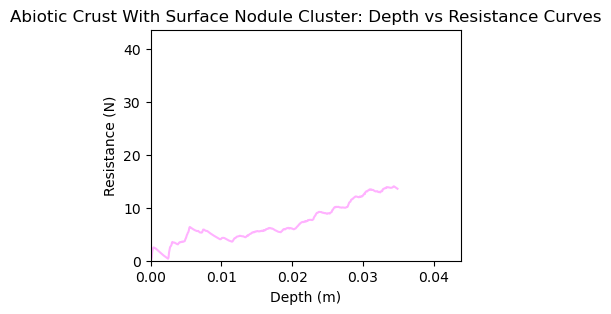 Abiotic Crust With Surface Nodule Cluster: Depth vs Resistance Curves
40
30
20
10
0
Resistance (N)
0.00 0.01 0.02 0.03 0.04
Depth (m)